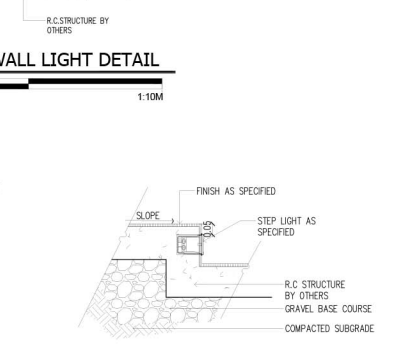 R.C.STRUCTURE BY
OTHERS
WALL LIGHT DETAIL
1:10M
FINISH AS SPECIFIED
SLOPE
0.05
STEP LIGHT AS
SPECIFIED
R.C STRUCTURE
BY OTHERS
GRAVEL BASE COURSE
COMPACTED SUBGRADE